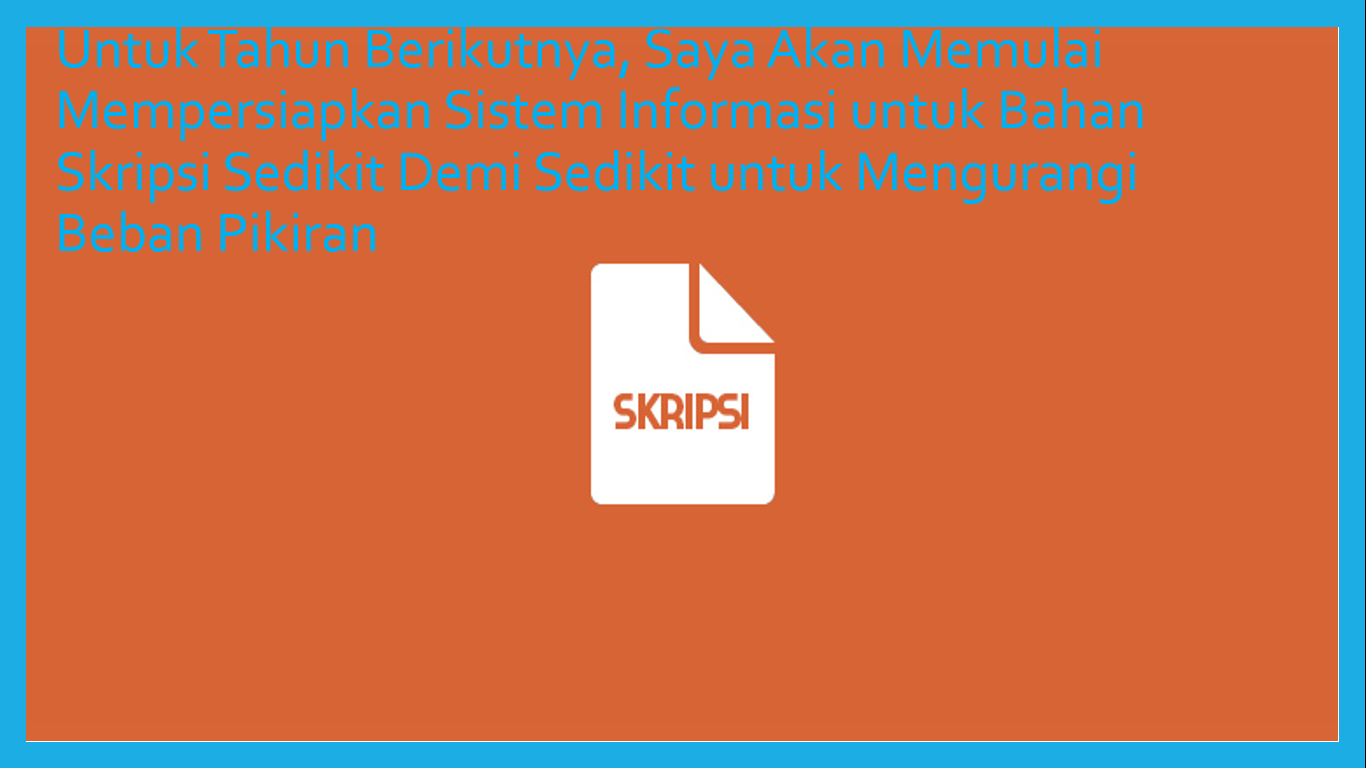 Untuk Tahun Berikutnya, Saya Akan Memulai
Mempersiapkan Sistem Informasi untuk Bahan
Skripsi Sedikit Demi Sedikit untuk Mengurangi
Beban Pikiran
SKRIPSI